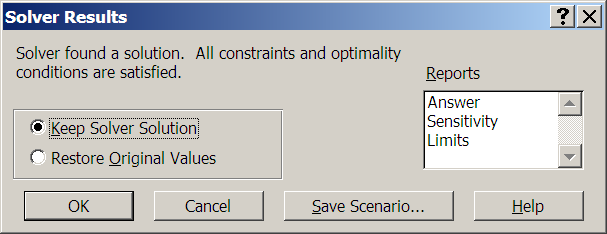 Solver Results
Solver found a solution. All constraints and optimality
conditions are satisfied.
Reports
Answer
Sensitivity
Limits
Keep Solver Solution
Restore Original Values
OK
Cancel
Save Scenario...
Help